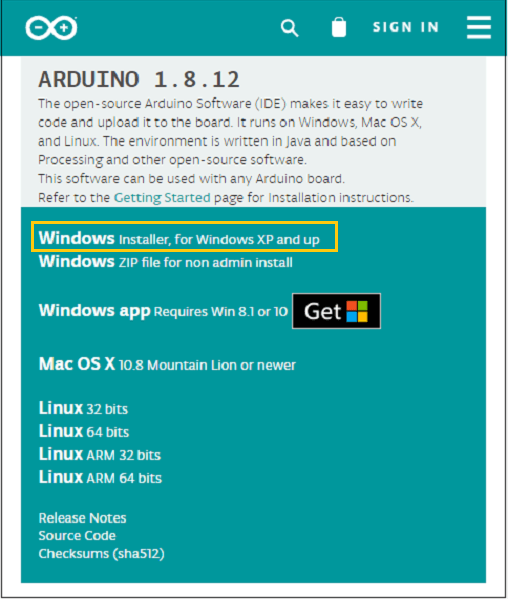 SIGN IN
ARDUINO 1.8.12
The open-source Arduino Software (IDE) makes it easy to write
code and upload it to the board. It runs on Windows, Mac OS X,
and Linux. The environment is written in Java and based on
Processing and other open-source software.
This software can be used with any Arduino board.
Refer to the Getting Started page for Installation instructions.
Windows Installer, for Windows XP and up
Windows ZIP file for non admin install
Windows app Requires Win 8.1 or 10 Get
Mac OS X 10.8 Mountain Lion or newer
Linux 32 bits
Linux 64 bits
Linux ARM 32 bits
Linux ARM 64 bits
Release Notes
Source Code
Checksums (sha512)